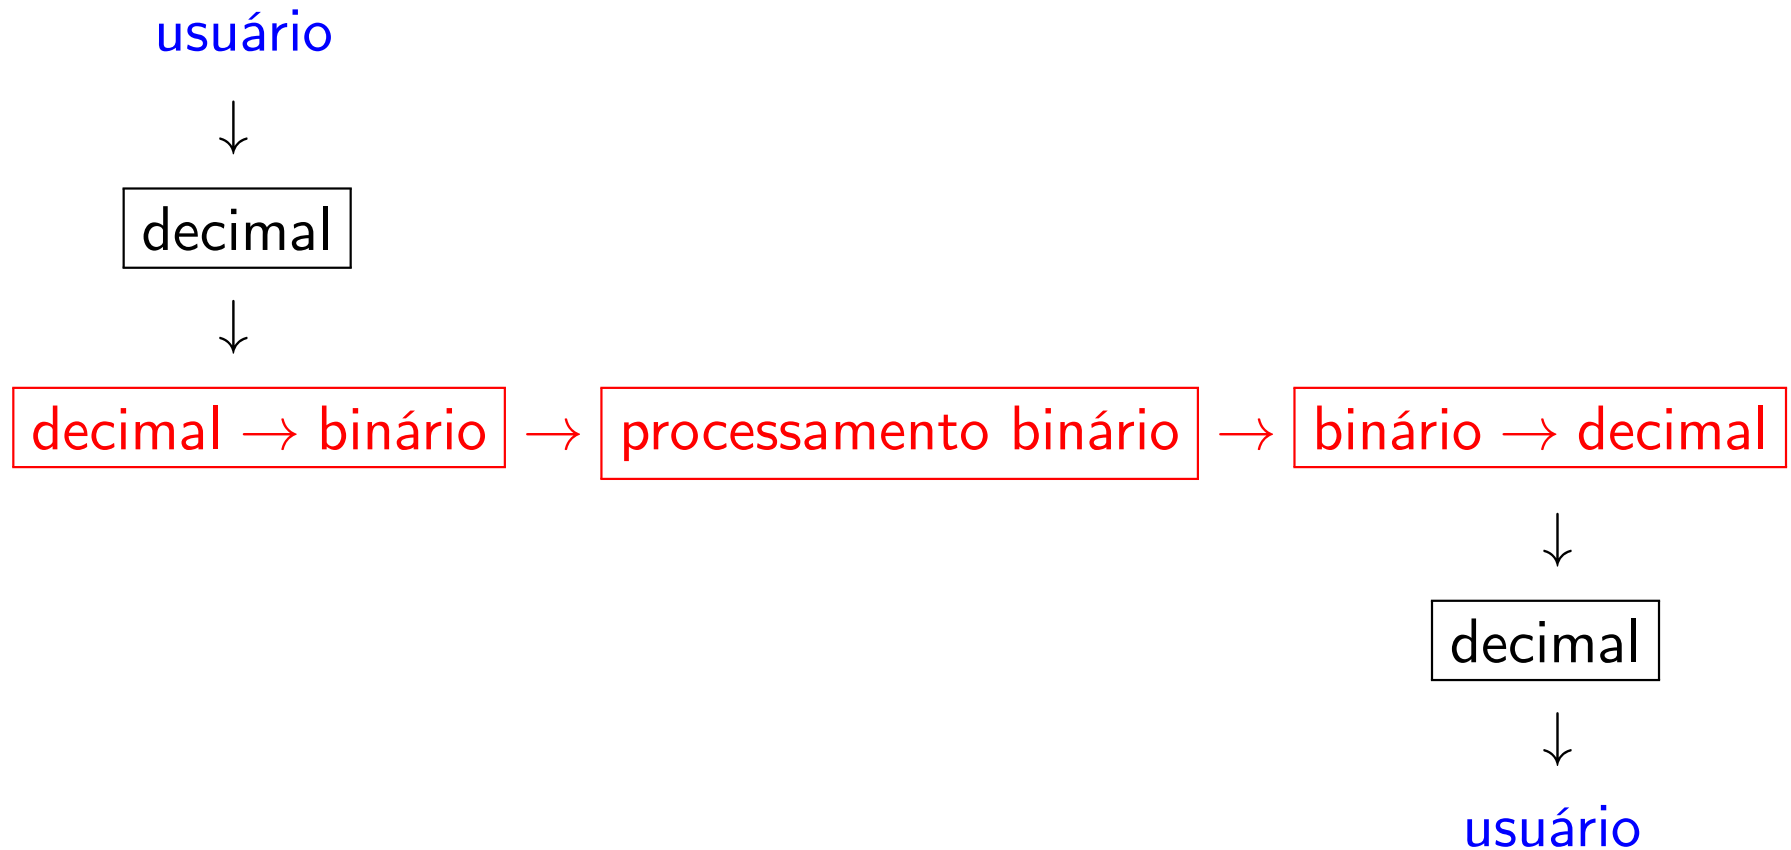 usuário
↓
decimal
↓
decimal → binário → processamento binário → binário → decimal
↓
decimal
↓
usuário